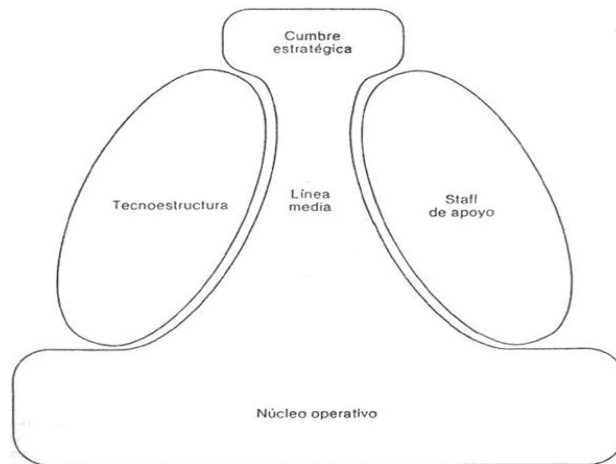 Cumbre
estratégica
Tecnoestructura
Línea
media
Staff
de apoyo
Núcleo operativo